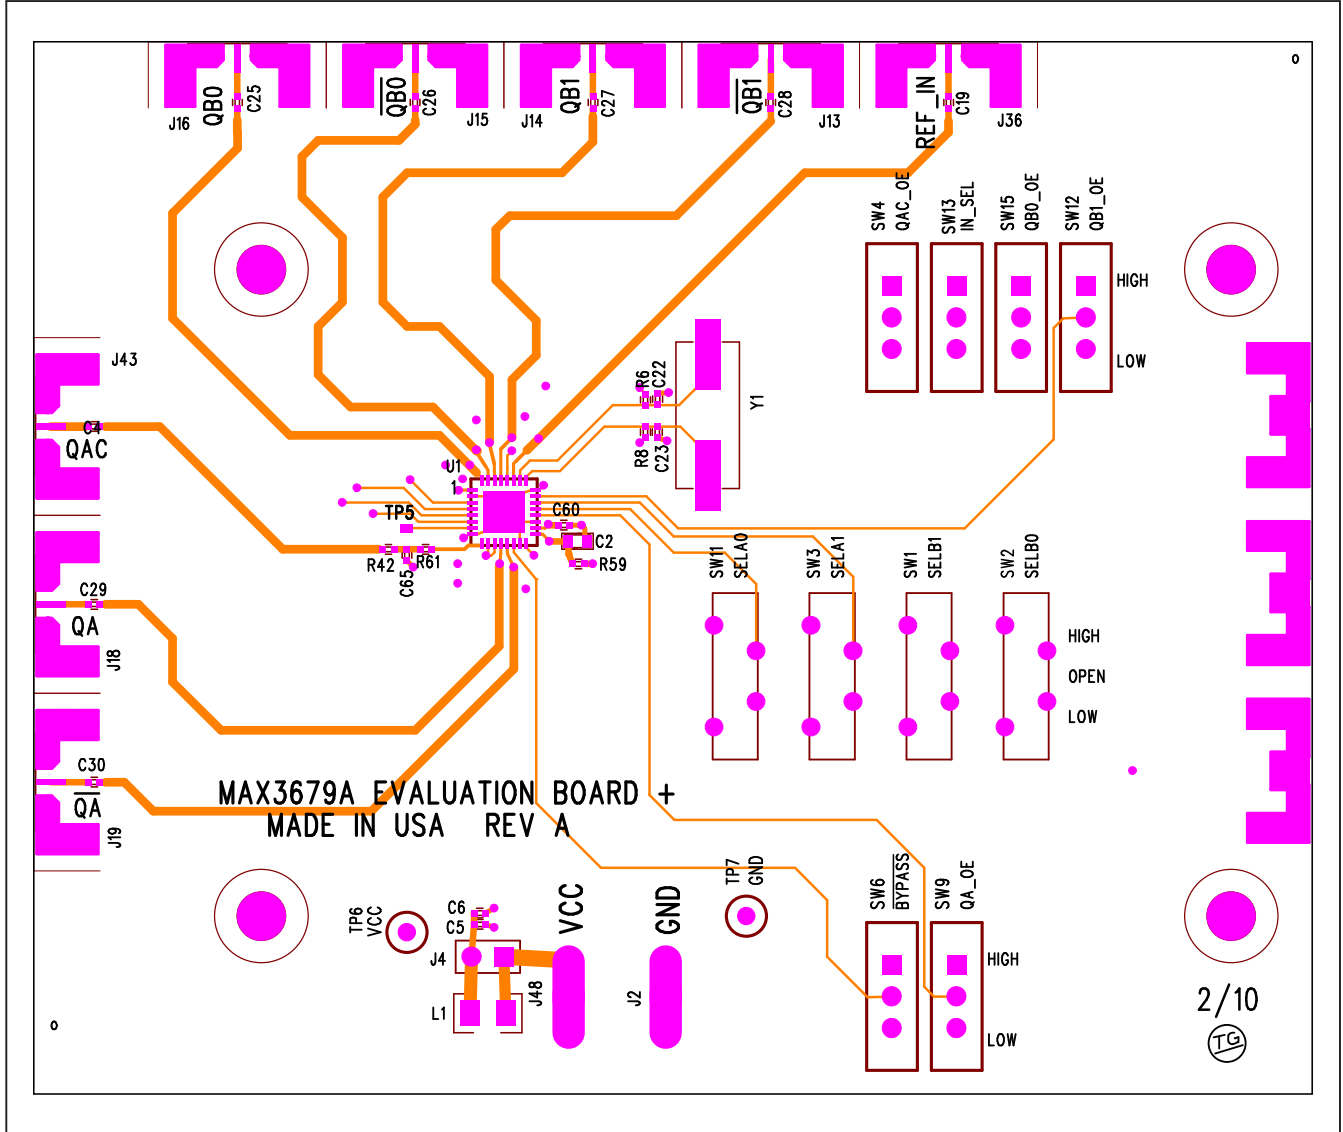 QB0
C25
J16
QB0
C26
J15
J14
QB1
C27
QB1
C28
J13
REF_IN
C19
J36
SW4
QAC_OE
SW13
IN_SEL
SW15
QB0_OE
SW12
QB1_OE
HIGH
LOW
J43
C4
QAC
R6
C22
Y1
R8
C23
U1
1
TP5
C60
C2
R59
R42
C65
R61
SW11
SELA0
SW3
SELA1
SW1
SELB1
SW2
SELB0
HIGH
OPEN
LOW
C29
QA
J18
C30
QA
J19
MAX3679A EVALUATION BOARD +
MADE IN USA REV A
TP7
GND
SW6
BYPASS
SW9
QA_OE
HIGH
LOW
TP6
VCC
C6
C5
J4
L1
J48
VCC
J2
GND
2/10
TG